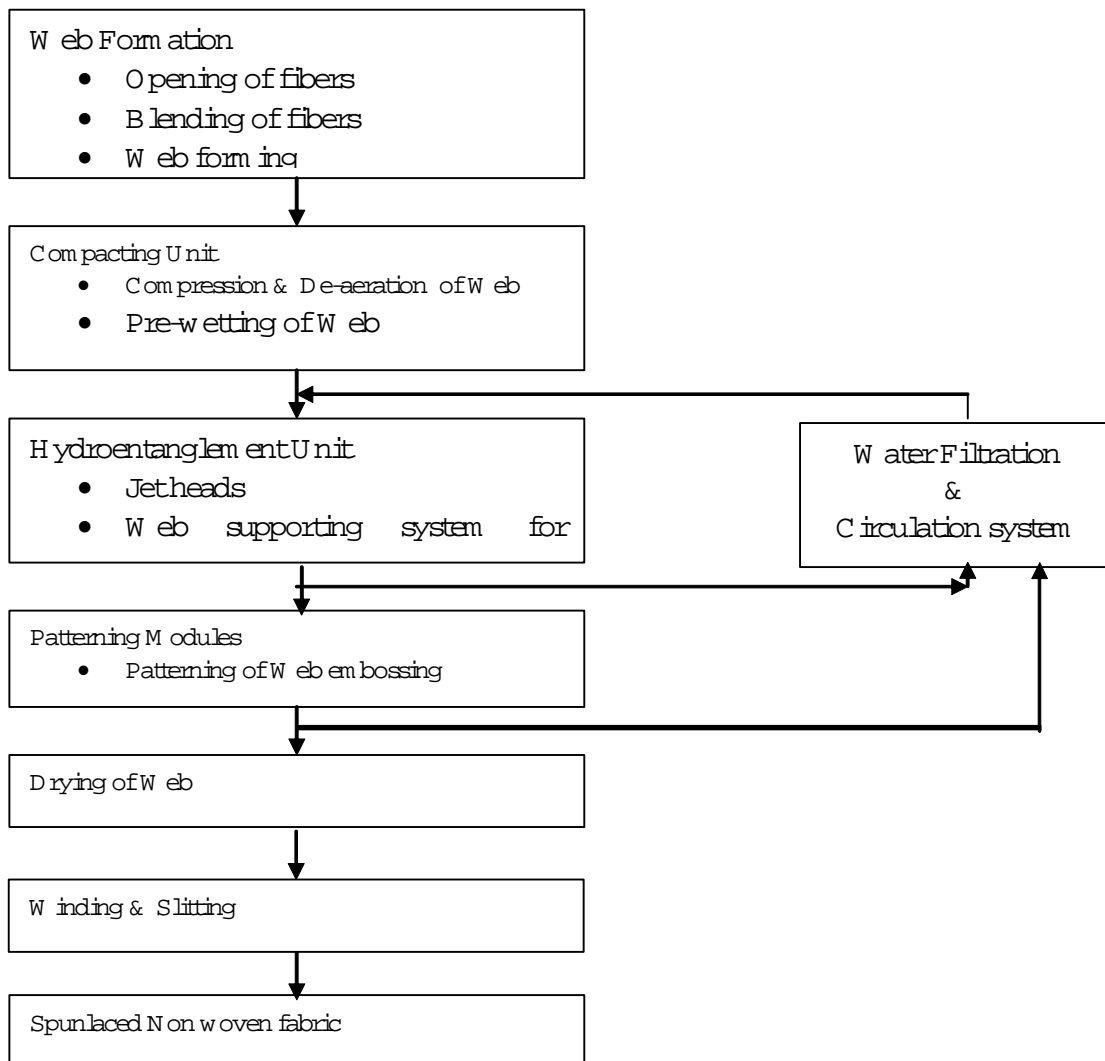 Web Formation
• Opening of fibers
• Blending of fibers
• Web forming
Compacting Unit
• Compression & De-aeration of Web
• Pre-wetting of Web
Hydroentanglement Unit
• Jet heads
• Web supporting system for
Water Filtration
&
Circulation system
Patterning Modules
• Patterning of Web embossing
Drying of Web
Winding & Slitting
Spunlaced Non woven fabric